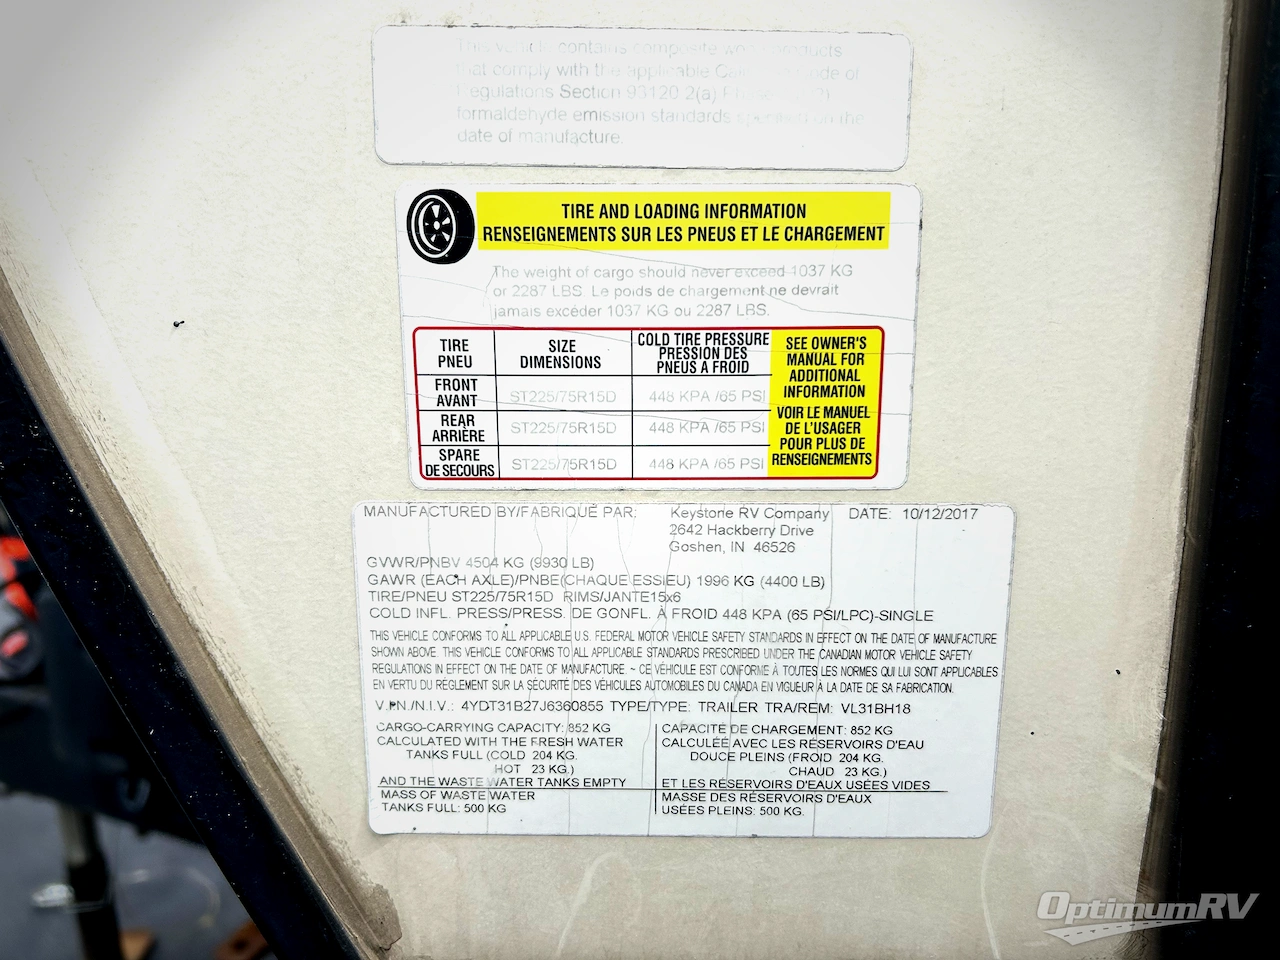 This vehicle contains composite wood products
that comply with the applicable Code of
Regulations Section 93120.2(a)
formaldehyde emission standards specified on the
date of manufacture.
TIRE AND LOADING INFORMATION
RENSEIGNEMENTS SUR LES PNEUS ET LE CHARGEMENT
The weight of cargo should never exceed 1037 KG
or 2287 LBS. Le poids de chargement ne devrait
jamais excéder 1037 KG ou 2287 LBS.
TIRE PNEU SIZE DIMENSIONS COLD TIRE PRESSURE PRESSION DES PNEUS A FROID
FRONT AVANT ST225/75R15D 448 KPA /65 PSI
REAR ARRIÈRE ST225/75R15D 448 KPA /65 PSI
SPARE DE SECOURS ST225/75R15D 448 KPA /65 PSI
SEE OWNER'S
MANUAL FOR
ADDITIONAL
INFORMATION
VOIR LE MANUEL
DE L'USAGER
POUR PLUS DE
RENSEIGNEMENTS
MANUFACTURED BY/FABRIQUÉ PAR: Keystone RV Company DATE: 10/12/2017
2642 Hackberry Drive
Goshen, IN 46526
GVWR/PNBV 4504 KG (9930 LB)
GAWR (EACH AXLE)/PNBE(CHAQUE ESSIEU) 1996 KG (4400 LB)
TIRE/PNEU ST225/75R15D RIMS/JANTE15x6
COLD INFL. PRESS/PRESS. DE GONFL. À FROID 448 KPA (65 PSI/LPC)-SINGLE
THIS VEHICLE CONFORMS TO ALL APPLICABLE U.S. FEDERAL MOTOR VEHICLE SAFETY STANDARDS IN EFFECT ON THE DATE OF MANUFACTURE
SHOWN ABOVE. THIS VEHICLE CONFORMS TO ALL APPLICABLE STANDARDS PRESCRIBED UNDER THE CANADIAN MOTOR VEHICLE SAFETY
REGULATIONS IN EFFECT ON THE DATE OF MANUFACTURE. ~ CE VÉHICULE EST CONFORME À TOUTES LES NORMES QUI LUI SONT APPLICABLES
EN VERTU DU RÈGLEMENT SUR LA SÉCURITÉ DES VÉHICULES AUTOMOBILES DU CANADA EN VIGUEUR À LA DATE DE SA FABRICATION.
V.I.N./N.I.V.: 4YDT31B27J6360855 TYPE/TYPE: TRAILER TRA/REM: VL31BH18
CARGO-CARRYING CAPACITY: 852 KG
CALCULATED WITH THE FRESH WATER
TANKS FULL (COLD 204 KG.
HOT 23 KG.)
AND THE WASTE WATER TANKS EMPTY
MASS OF WASTE WATER
TANKS FULL: 500 KG
CAPACITE DE CHARGEMENT: 852 KG
CALCULÉE AVEC LES RÉSERVOIRS D'EAU
DOUCE PLEINS (FROID 204 KG.
CHAUD 23 KG.)
ET LES RÉSERVOIRS D'EAUX USÉES VIDES
MASSE DES RÉSERVOIRS D'EAUX
USÉES PLEINS: 500 KG.
OptimumRV